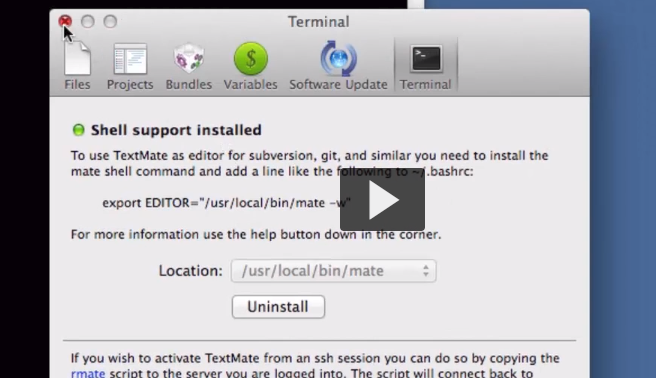 Terminal
Files Projects Bundles Variables Software Update Terminal
Shell support installed
To use TextMate as editor for subversion, git, and similar you need to install the
mate shell command and add a line like the following to ~/.bashrc:
export EDITOR="/usr/local/bin/mate -w"
For more information use the help button down in the corner.
Location: /usr/local/bin/mate
Uninstall
If you wish to activate TextMate from an ssh session you can do so by copying the
rmate script to the server you are logged into. The script will connect back to